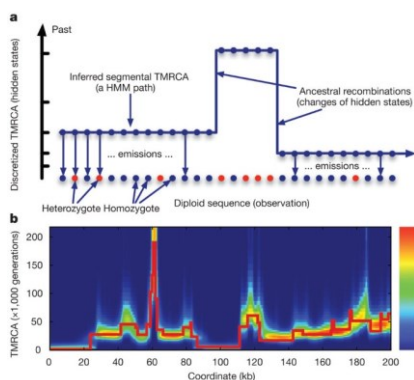 a
Past
Discretized TMRCA (hidden states)
Inferred segmental TMRCA
(a HMM path)
Ancestral recombinations
(changes of hidden states)
... emissions ...
... emissions ...
Heterozygote Homozygote
Diploid sequence (observation)
b
TMRCA (×1,000 generations)
200
150
100
50
0
0 20 40 60 80 100 120 140 160 180 200
Coordinate (kb)